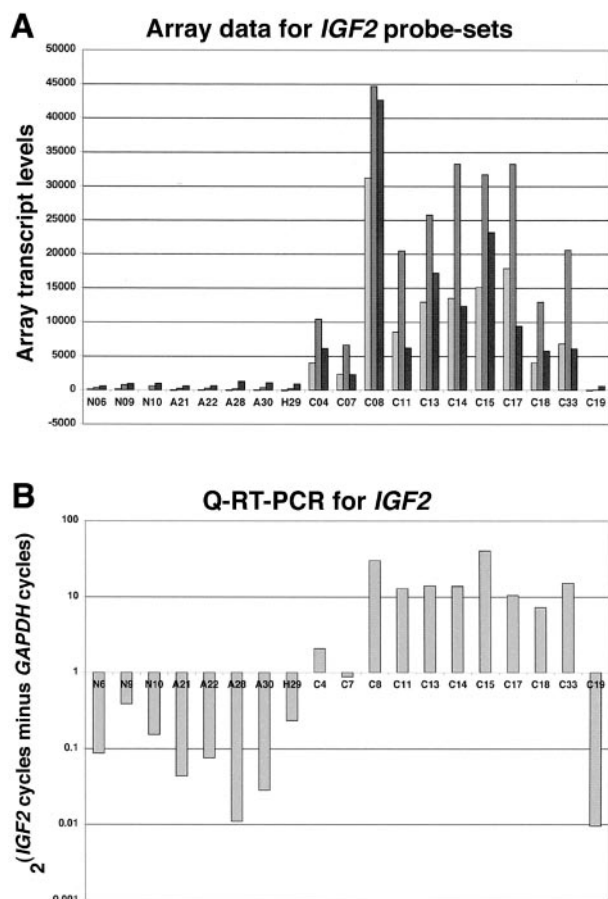 A
Array data for IGF2 probe-sets
Array transcript levels
50000
45000
40000
35000
30000
25000
20000
15000
10000
5000
0
-5000
N06 N09 N10 A21 A22 A28 A30 H29 C04 C07 C08 C11 C13 C14 C15 C17 C18 C33 C19
B
Q-RT-PCR for IGF2
2(IGF2 cycles minus GAPDH cycles)
100
10
1
0.1
0.01
0.001
N6 N9 N10 A21 A22 A28 A30 H29 C4 C7 C8 C11 C13 C14 C15 C17 C18 C33 C19